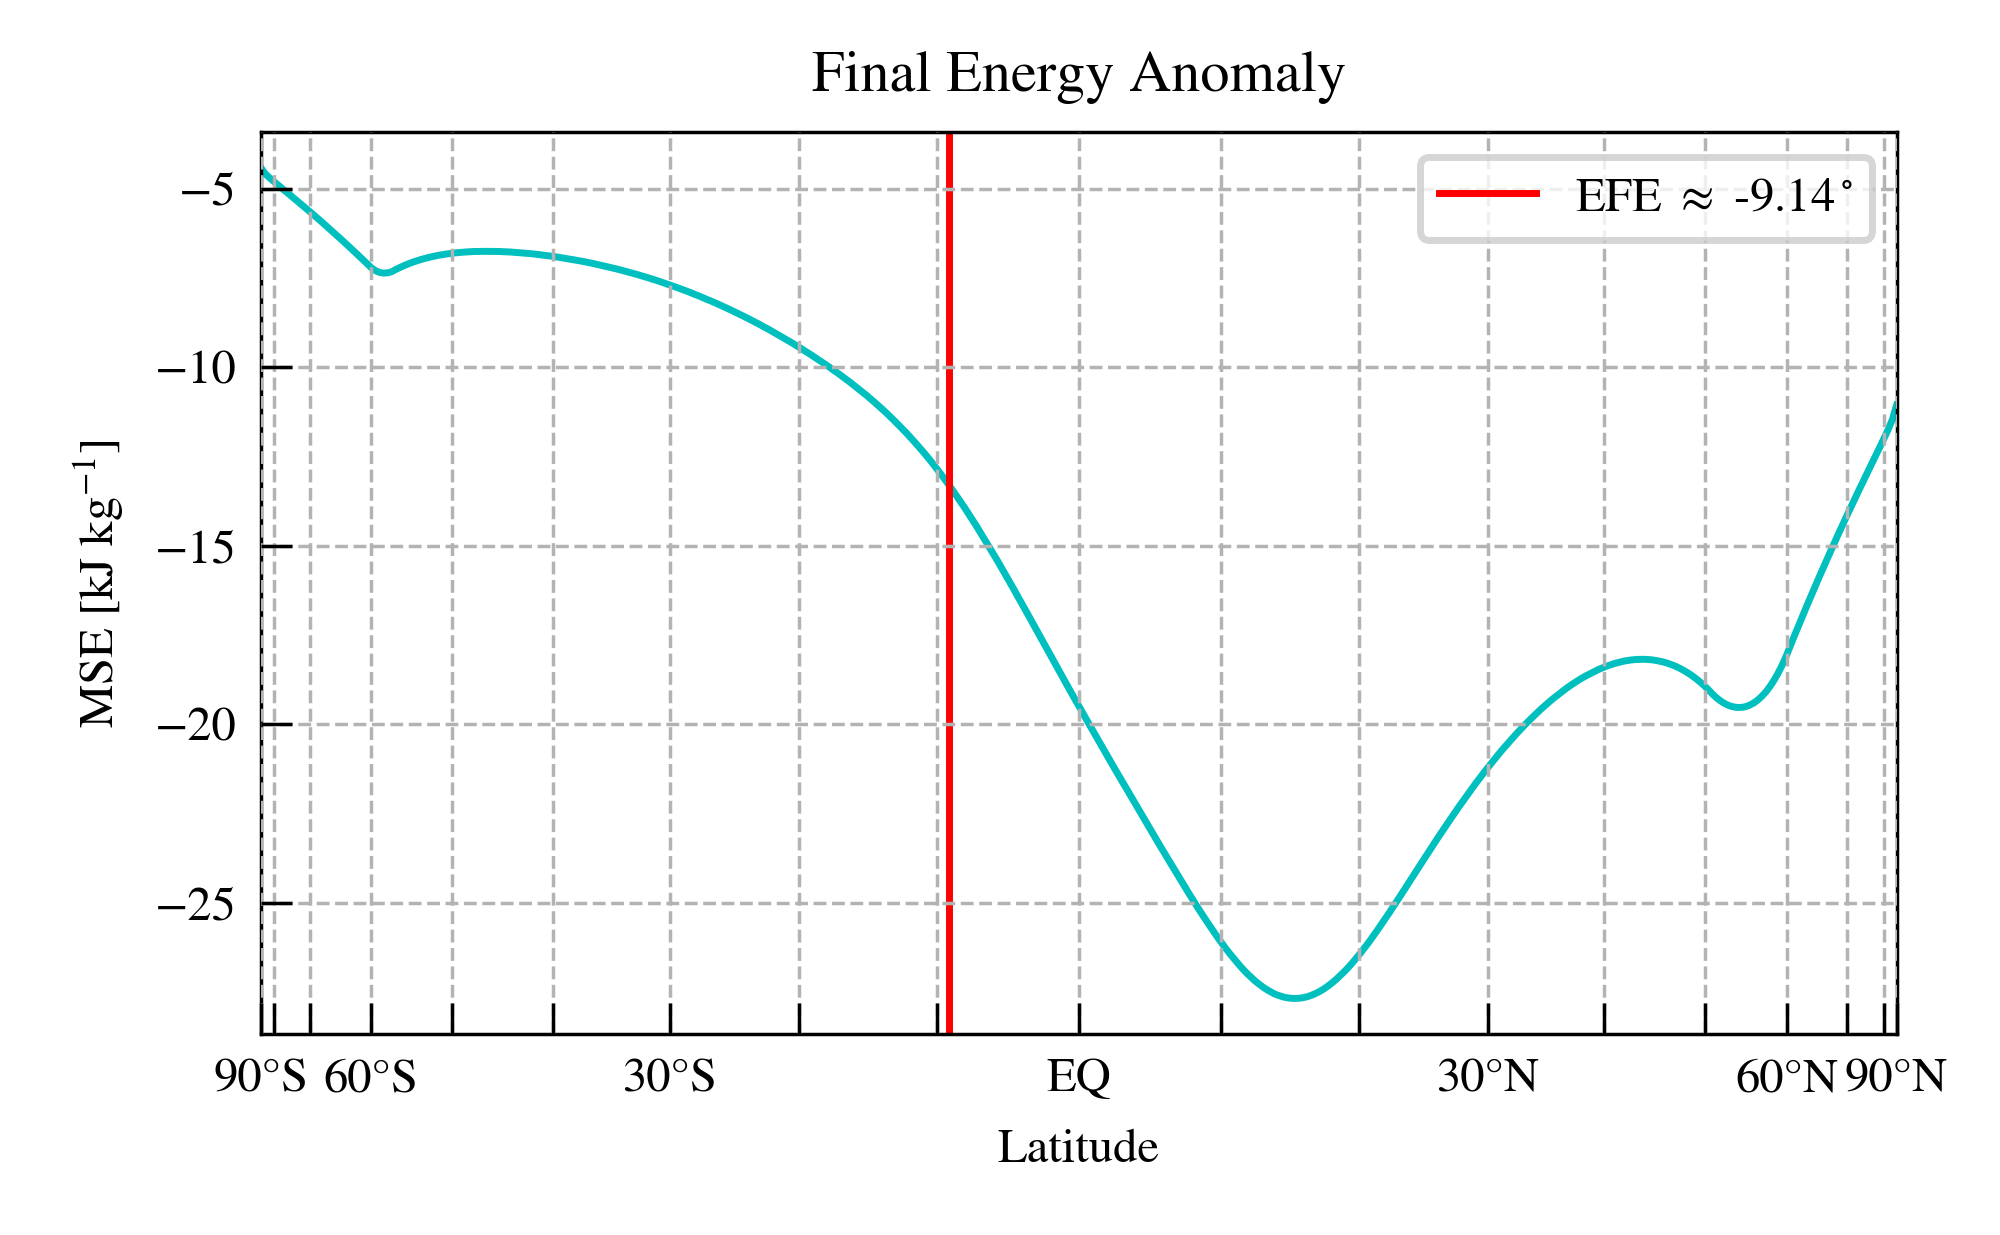 Final Energy Anomaly
EFE ≈ -9.14°
−5
−10
−15
−20
−25
MSE [kJ kg⁻¹]
90°S 60°S 30°S EQ 30°N 60°N 90°N
Latitude